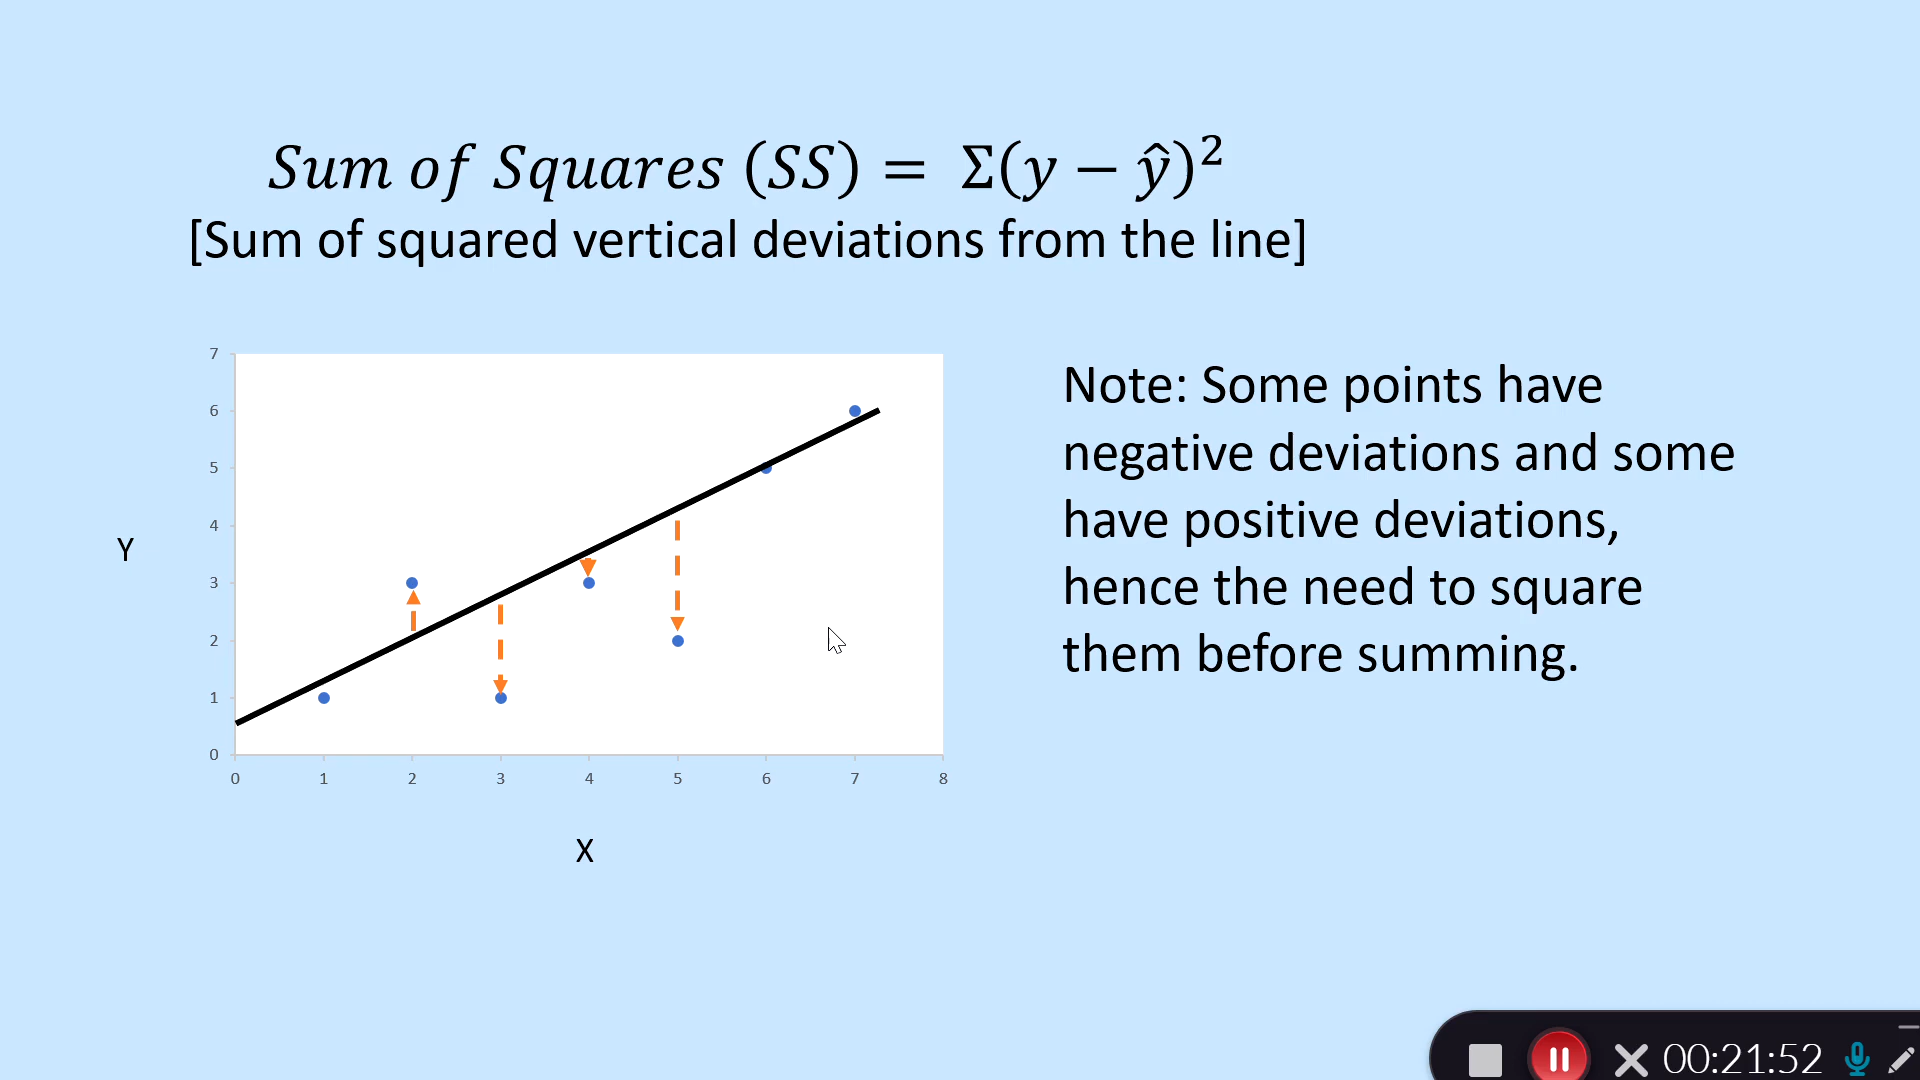 Sum of Squares (SS) = Σ(y − ŷ)²
[Sum of squared vertical deviations from the line]
7
6
5
4
3
2
1
0
Y
0 1 2 3 4 5 6 7 8
X
Note: Some points have
negative deviations and some
have positive deviations,
hence the need to square
them before summing.
00:21:52